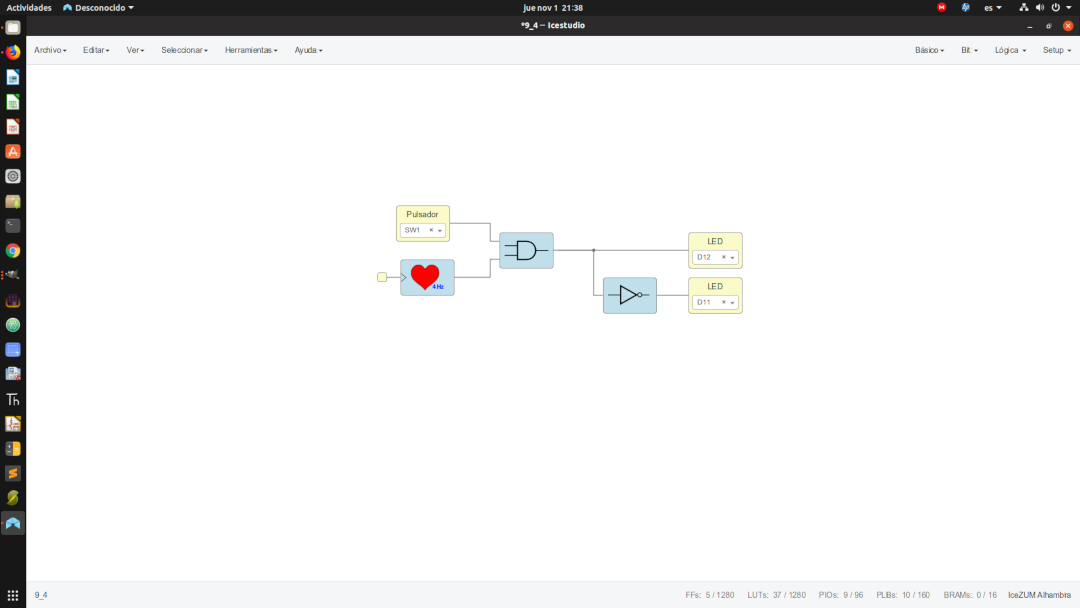 Actividades Desconocido jue nov 1 21:38 es
*9_4 — Icestudio
Archivo Editar Ver Seleccionar Herramientas Ayuda Básico Bit Lógica Setup
Pulsador
SW1
4Hz
LED
D12
LED
D11
Th
9_4 FFs: 5 / 1280 LUTs: 37 / 1280 PIOs: 9 / 96 PLBs: 10 / 160 BRAMs: 0 / 16 IceZUM Alhambra